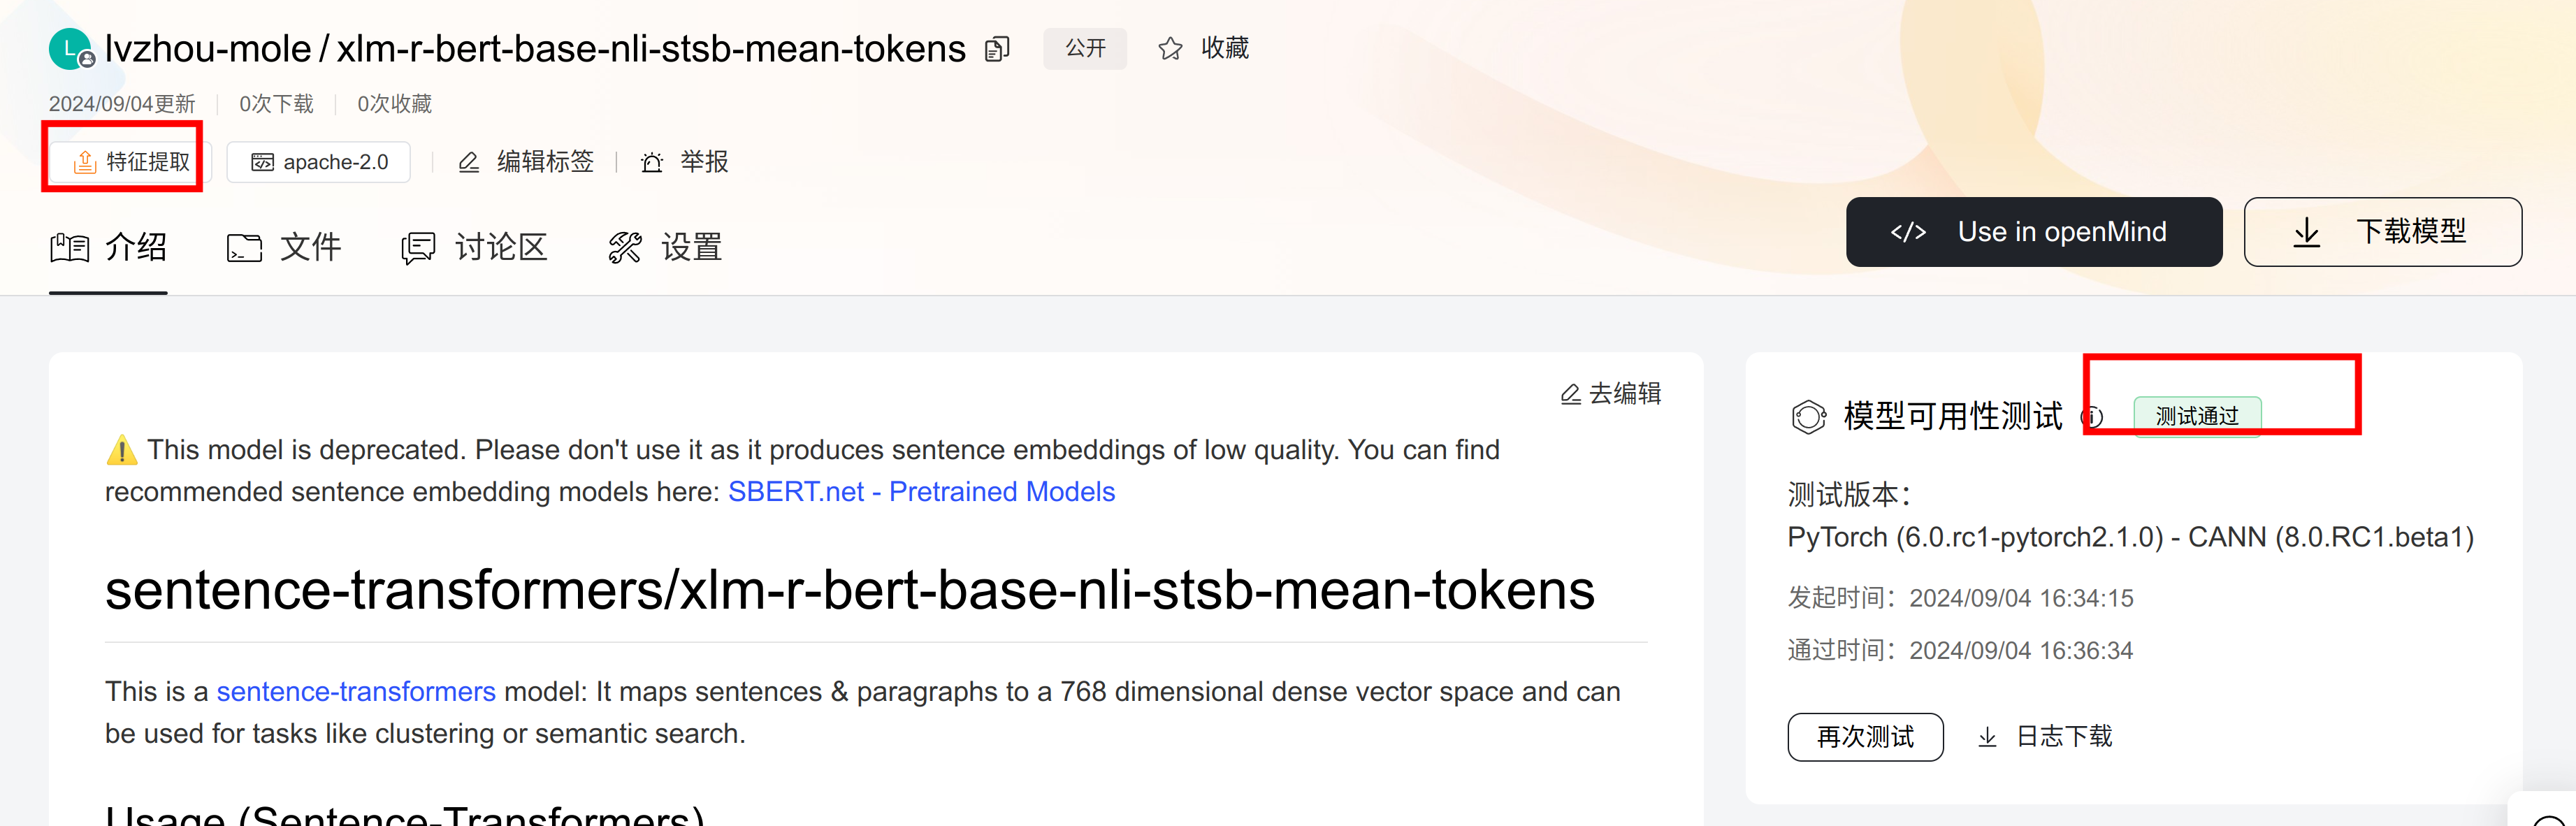 L lvzhou-mole / xlm-r-bert-base-nli-stsb-mean-tokens 公开 收藏
2024/09/04更新 0次下载 0次收藏
特征提取 apache-2.0 编辑标签 举报
介绍 文件 讨论区 设置
</> Use in openMind 下载模型
去编辑
This model is deprecated. Please don't use it as it produces sentence embeddings of low quality. You can find
recommended sentence embedding models here: SBERT.net - Pretrained Models
sentence-transformers/xlm-r-bert-base-nli-stsb-mean-tokens
This is a sentence-transformers model: It maps sentences & paragraphs to a 768 dimensional dense vector space and can
be used for tasks like clustering or semantic search.
Usage (Sentence-Transformers)
模型可用性测试 测试通过
测试版本：
PyTorch (6.0.rc1-pytorch2.1.0) - CANN (8.0.RC1.beta1)
发起时间：2024/09/04 16:34:15
通过时间：2024/09/04 16:36:34
再次测试 日志下载